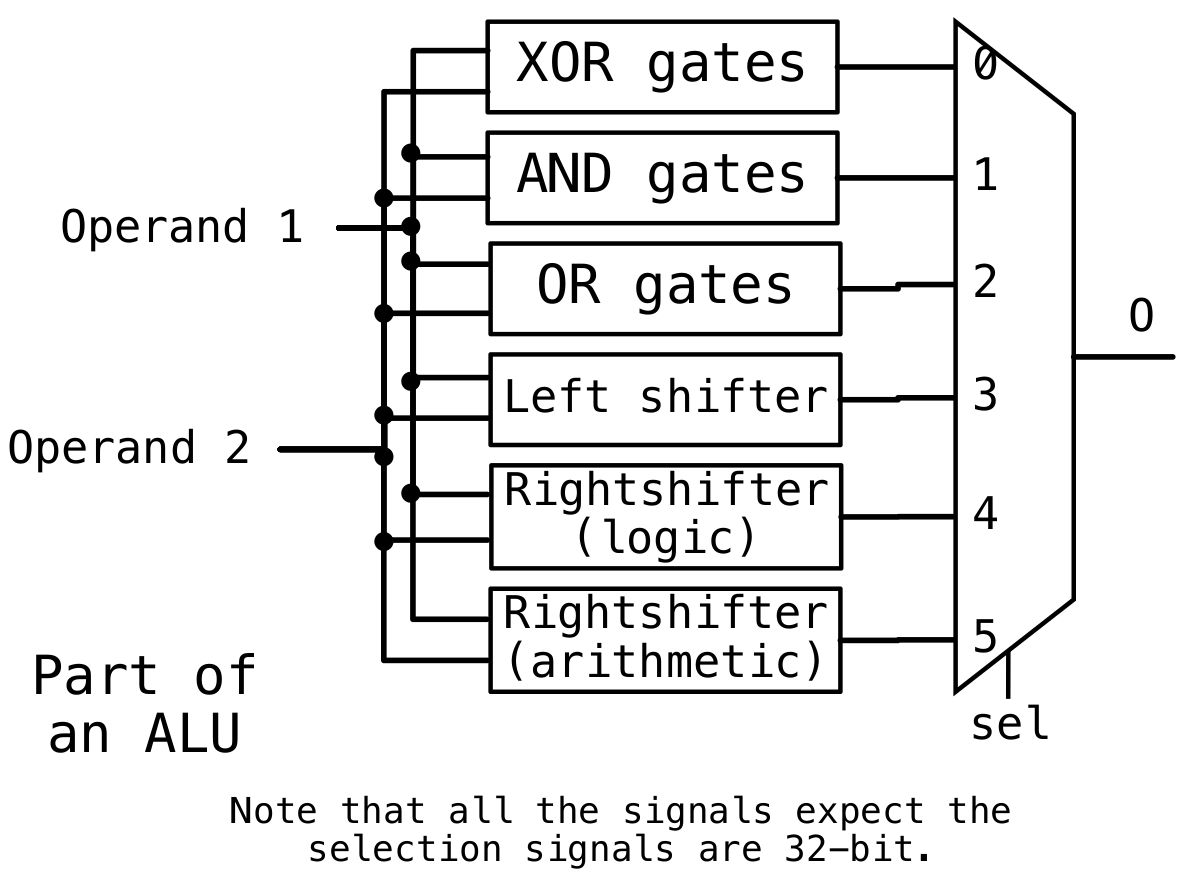 XOR gates
0
AND gates
1
Operand 1
OR gates
2
O
Left shifter
3
Operand 2
Rightshifter
(logic)
4
Rightshifter
(arithmetic)
5
sel
Part of
an ALU
Note that all the signals expect the
selection signals are 32-bit.